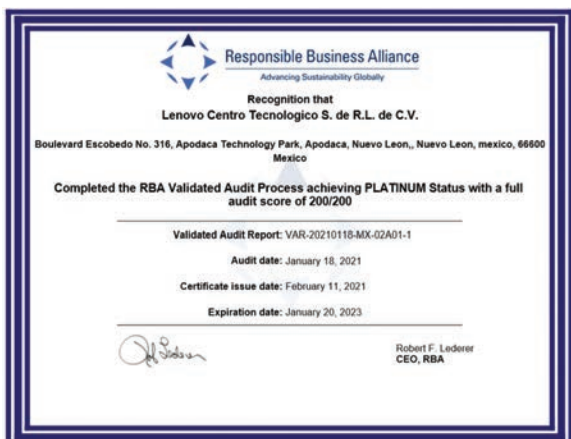 Responsible Business Alliance
Advancing Sustainability Globally
Recognition that
Lenovo Centro Tecnologico S. de R.L. de C.V.
Boulevard Escobedo No. 316, Apodaca Technology Park, Apodaca, Nuevo Leon,, Nuevo Leon, mexico, 66600
Mexico
Completed the RBA Validated Audit Process achieving PLATINUM Status with a full
audit score of 200/200
Validated Audit Report: VAR-20210118-MX-02A01-1
Audit date: January 18, 2021
Certificate issue date: February 11, 2021
Expiration date: January 20, 2023
Robert F. Lederer
CEO, RBA